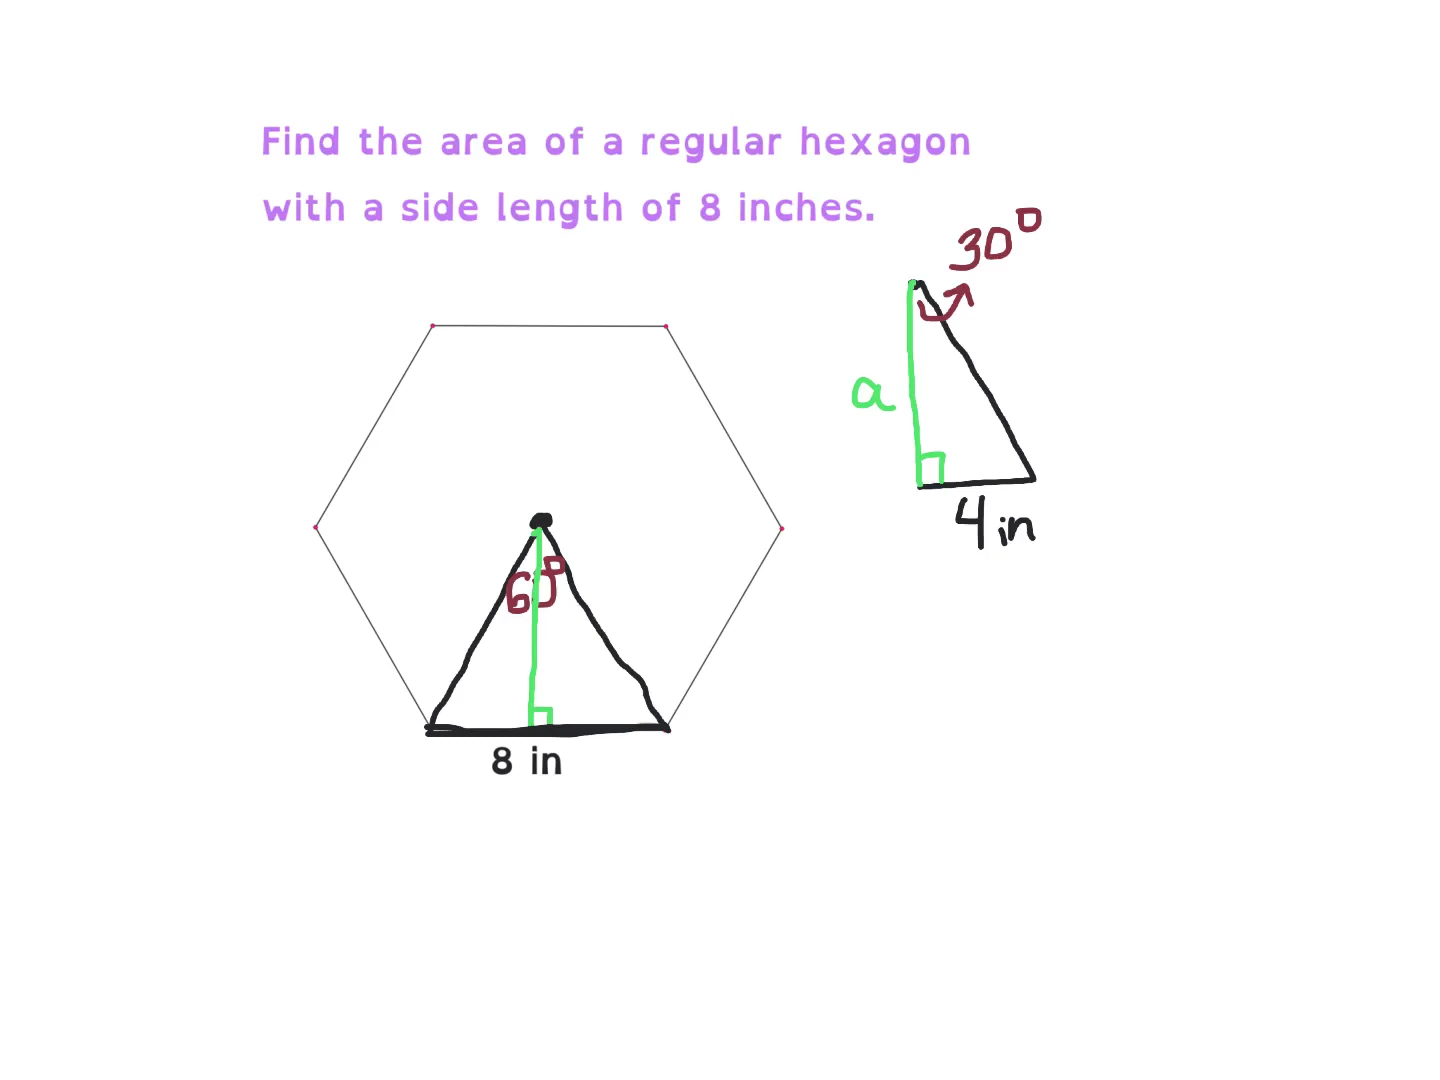 Find the area of a regular hexagon
with a side length of 8 inches.
30°
a
4 in
60°
8 in